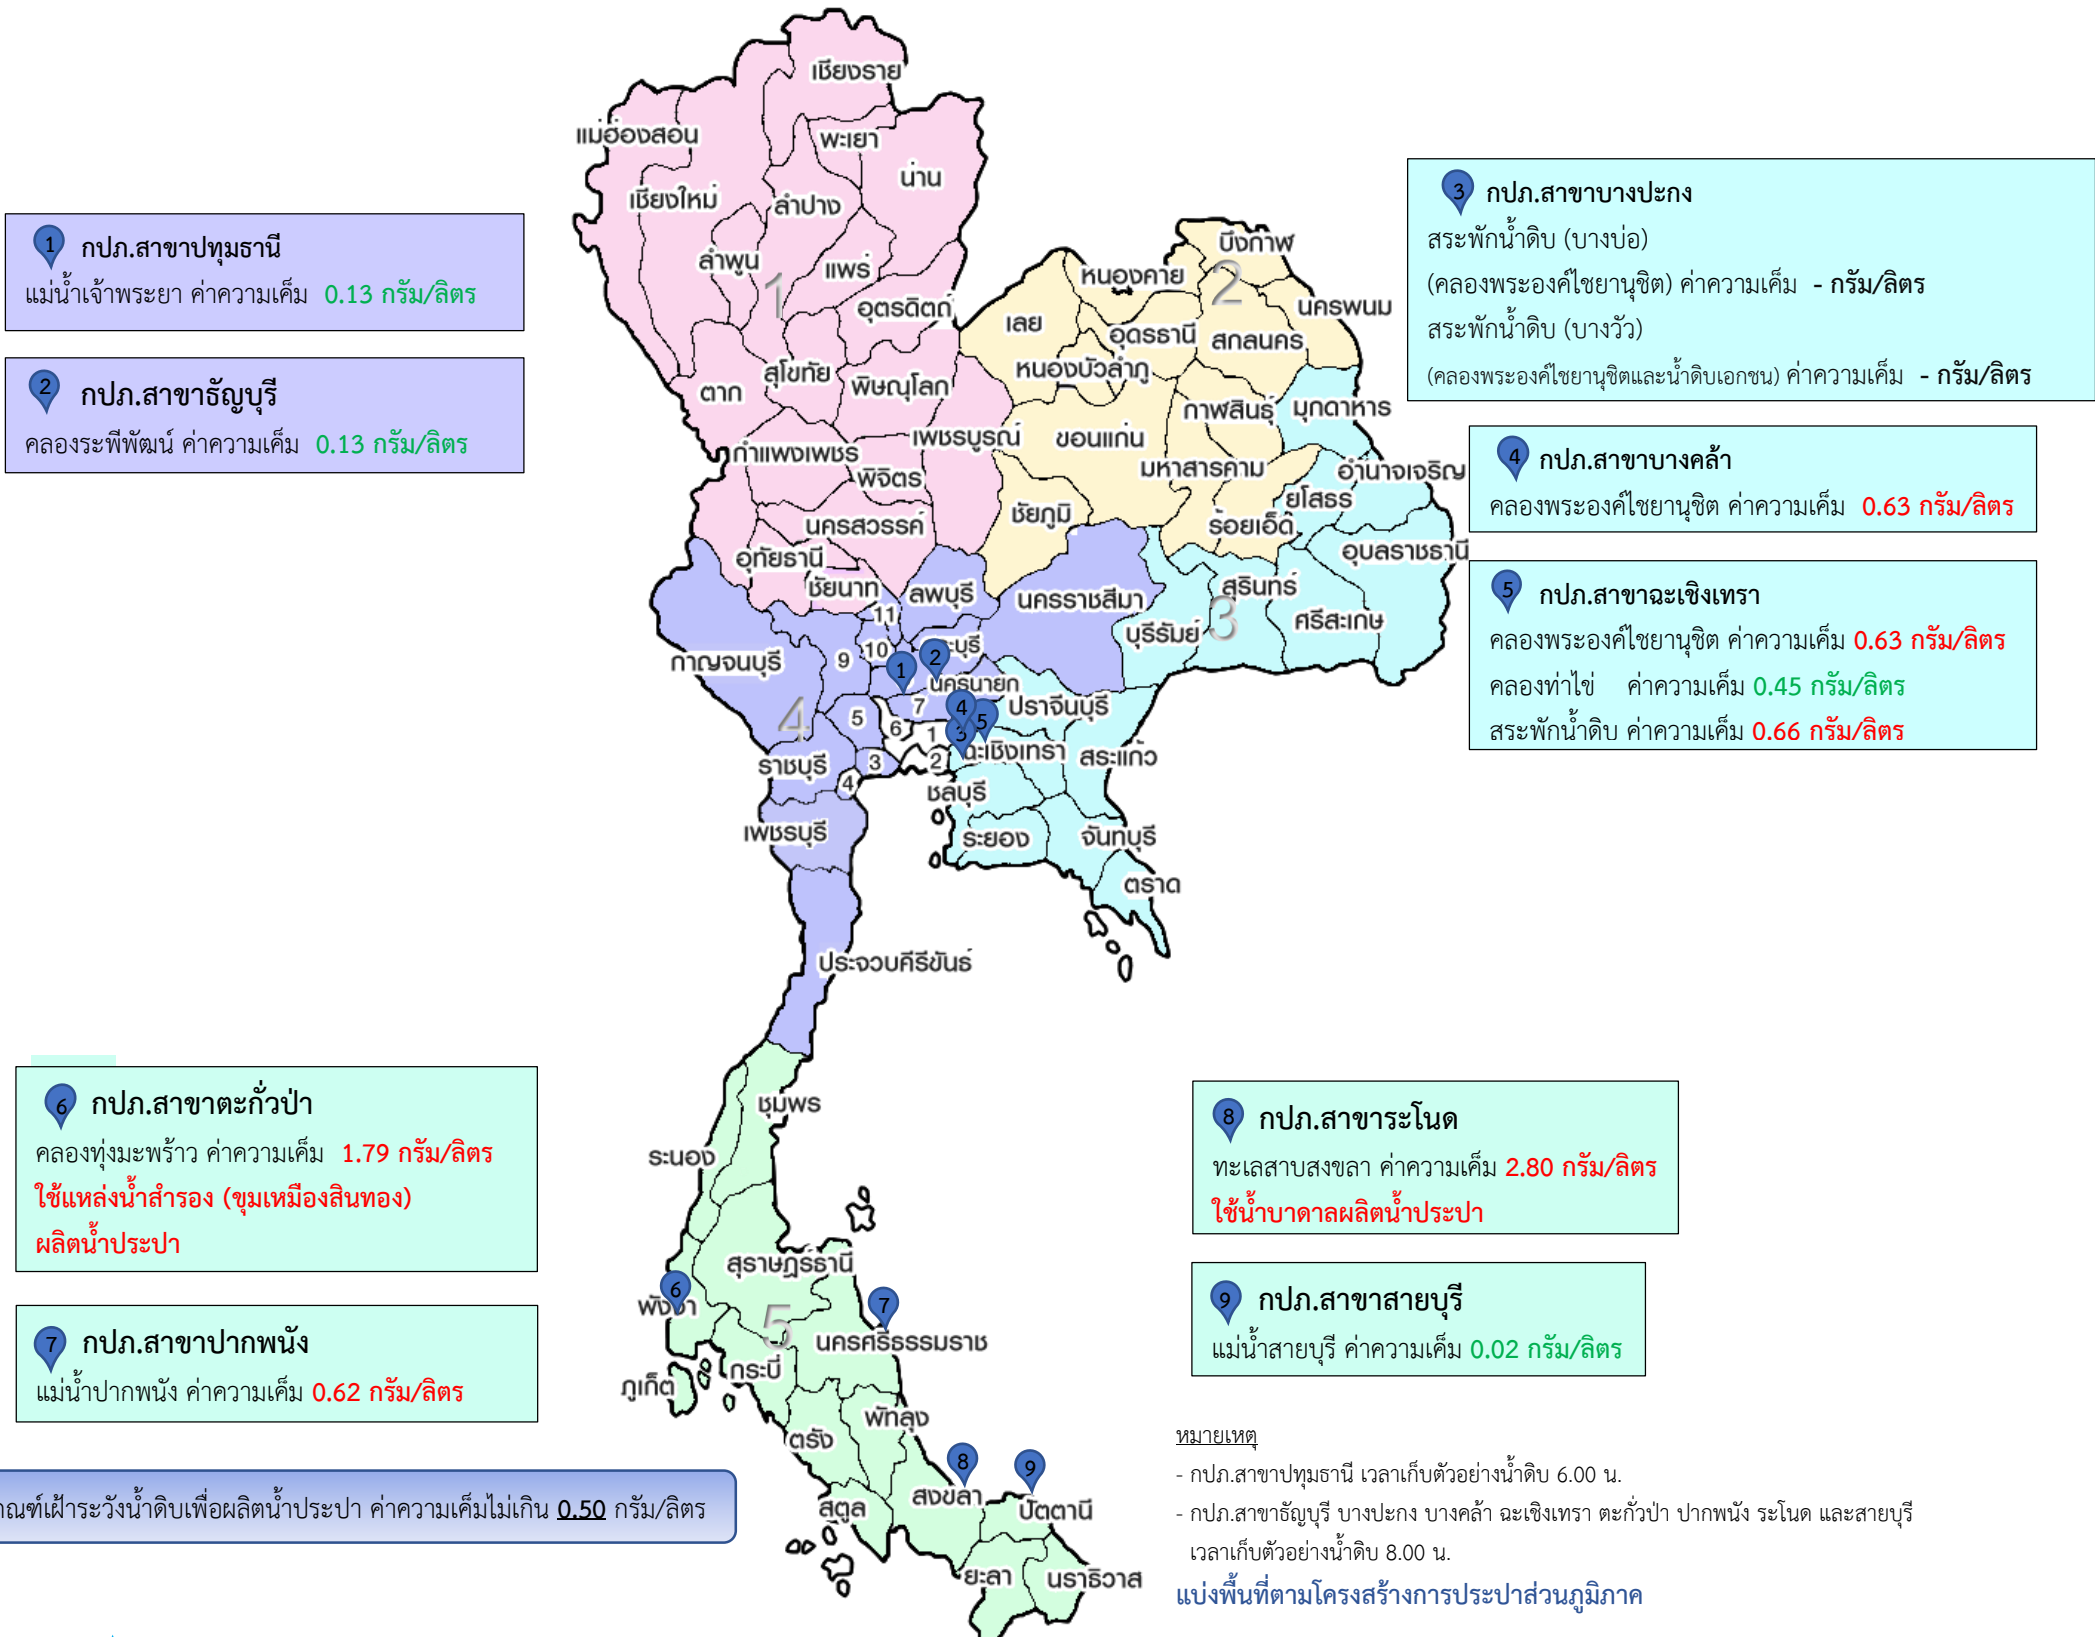 เชียงราย
แม่ฮ่องสอน
พะเยา
น่าน
เชียงใหม่
ลำปาง
ลำพูน
แพร่
1
อุตรดิตถ์
สุโขทัย
ตาก
พิษณุโลก
กำแพงเพชร
เพชรบูรณ์
พิจิตร
นครสวรรค์
อุทัยธานี
บึงกาฬ
2
หนองคาย
นครพนม
เลย
อุดรธานี
สกลนคร
หนองบัวลำภู
กาฬสินธุ์
มุกดาหาร
ขอนแก่น
มหาสารคาม
อำนาจเจริญ
ยโสธร
ชัยภูมิ
ร้อยเอ็ด
อุบลราชธานี
ชัยนาท
ลพบุรี
นครราชสีมา
สุรินทร์
3
บุรีรัมย์
ศรีสะเกษ
11
10
9
ะบุรี
กาญจนบุรี
1
2
นครนายก
7
4
5
6
1
4
3
5
ปราจีนบุรี
ฉะเชิงเทรา
สระแก้ว
ราชบุรี
3
2
4
ชลบุรี
เพชรบุรี
ระยอง
จันทบุรี
ตราด
ประจวบคีรีขันธ์
ชุมพร
ระนอง
สุราษฎร์ธานี
6
พังงา
5
7
นครศรีธรรมราช
กระบี่
ภูเก็ต
พัทลุง
ตรัง
8
9
สงขลา
ปัตตานี
สตูล
ยะลา
นราธิวาส
1 กปภ.สาขาปทุมธานี
แม่น้ำเจ้าพระยา ค่าความเค็ม 0.13 กรัม/ลิตร
2 กปภ.สาขาธัญบุรี
คลองระพีพัฒน์ ค่าความเค็ม 0.13 กรัม/ลิตร
3 กปภ.สาขาบางปะกง
สระพักน้ำดิบ (บางบ่อ)
(คลองพระองค์ไชยานุชิต) ค่าความเค็ม - กรัม/ลิตร
สระพักน้ำดิบ (บางวัว)
(คลองพระองค์ไชยานุชิตและน้ำดิบเอกชน) ค่าความเค็ม - กรัม/ลิตร
4 กปภ.สาขาบางคล้า
คลองพระองค์ไชยานุชิต ค่าความเค็ม 0.63 กรัม/ลิตร
5 กปภ.สาขาฉะเชิงเทรา
คลองพระองค์ไชยานุชิต ค่าความเค็ม 0.63 กรัม/ลิตร
คลองท่าไข่ ค่าความเค็ม 0.45 กรัม/ลิตร
สระพักน้ำดิบ ค่าความเค็ม 0.66 กรัม/ลิตร
6 กปภ.สาขาตะกั่วป่า
คลองทุ่งมะพร้าว ค่าความเค็ม 1.79 กรัม/ลิตร
ใช้แหล่งน้ำสำรอง (ขุมเหมืองสินทอง)
ผลิตน้ำประปา
7 กปภ.สาขาปากพนัง
แม่น้ำปากพนัง ค่าความเค็ม 0.62 กรัม/ลิตร
8 กปภ.สาขาระโนด
ทะเลสาบสงขลา ค่าความเค็ม 2.80 กรัม/ลิตร
ใช้น้ำบาดาลผลิตน้ำประปา
9 กปภ.สาขาสายบุรี
แม่น้ำสายบุรี ค่าความเค็ม 0.02 กรัม/ลิตร
ณฑ์เฝ้าระวังน้ำดิบเพื่อผลิตน้ำประปา ค่าความเค็มไม่เกิน 0.50 กรัม/ลิตร
หมายเหตุ
- กปภ.สาขาปทุมธานี เวลาเก็บตัวอย่างน้ำดิบ 6.00 น.
- กปภ.สาขาธัญบุรี บางปะกง บางคล้า ฉะเชิงเทรา ตะกั่วป่า ปากพนัง ระโนด และสายบุรี
เวลาเก็บตัวอย่างน้ำดิบ 8.00 น.
แบ่งพื้นที่ตามโครงสร้างการประปาส่วนภูมิภาค